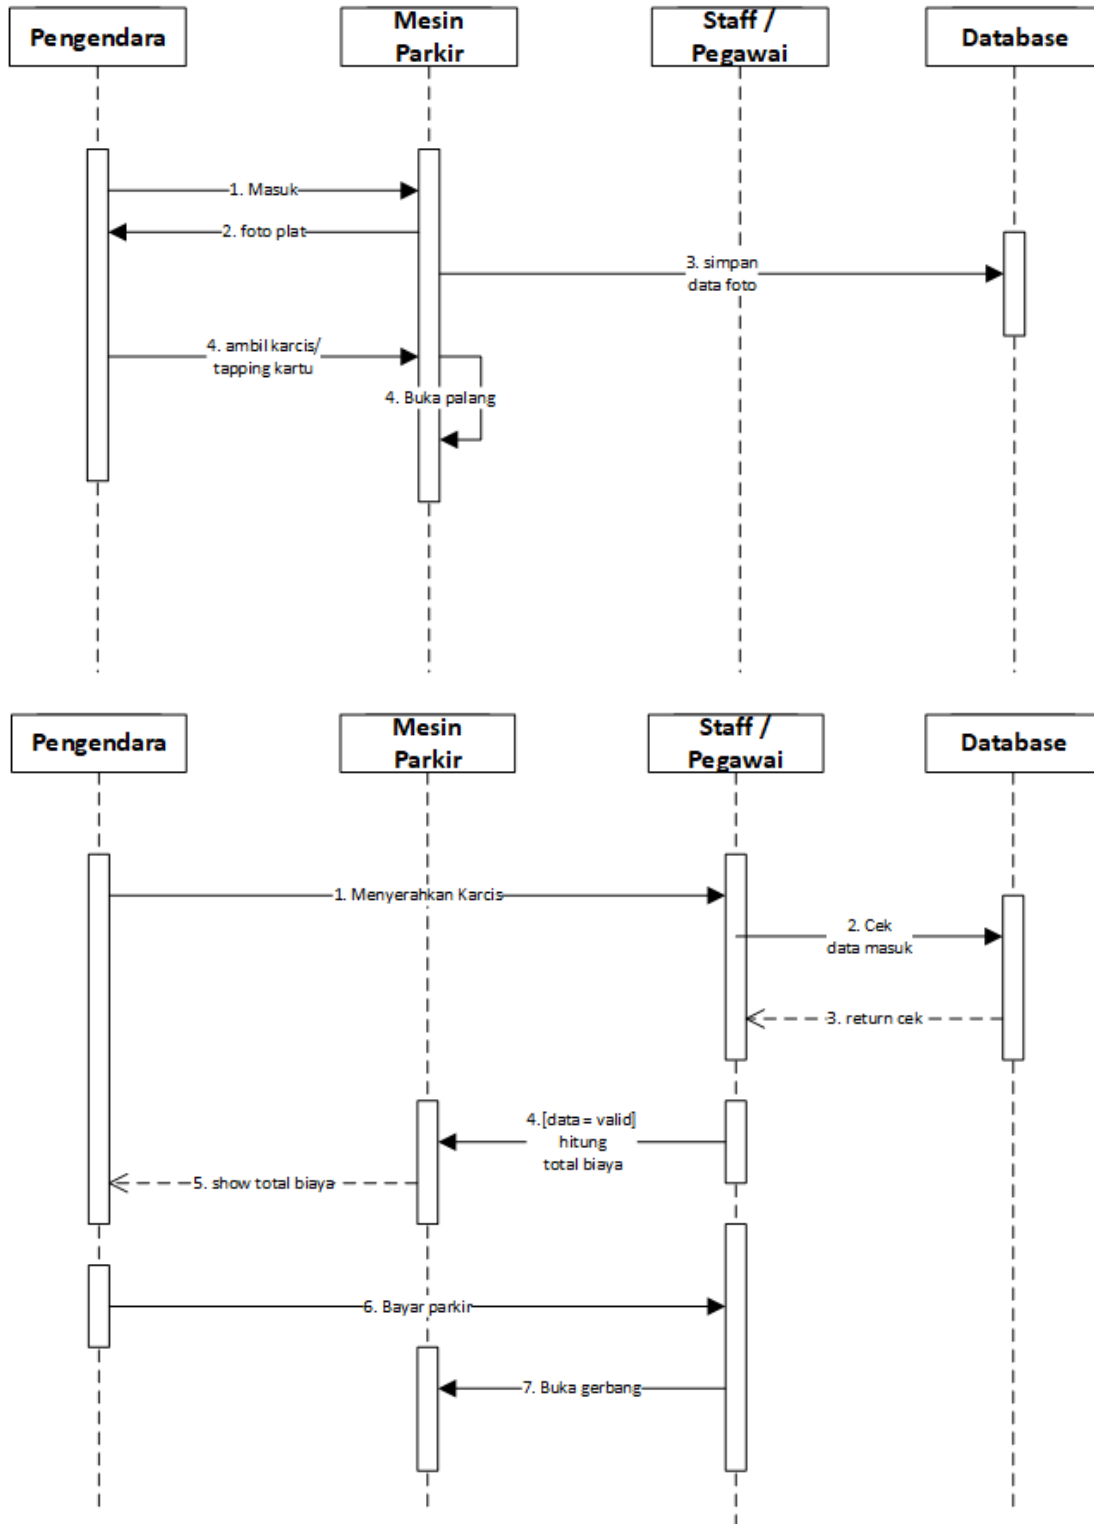 Pengendara
Mesin
Parkir
Staff /
Pegawai
Database
1. Masuk
2. foto plat
3. simpan
data foto
4. ambil karcis/
tapping kartu
4. Buka palang
Pengendara
Mesin
Parkir
Staff /
Pegawai
Database
1. Menyerahkan Karcis
2. Cek
data masuk
3. return cek
4.[data = valid]
hitung
total biaya
5. show total biaya
6. Bayar parkir
7. Buka gerbang